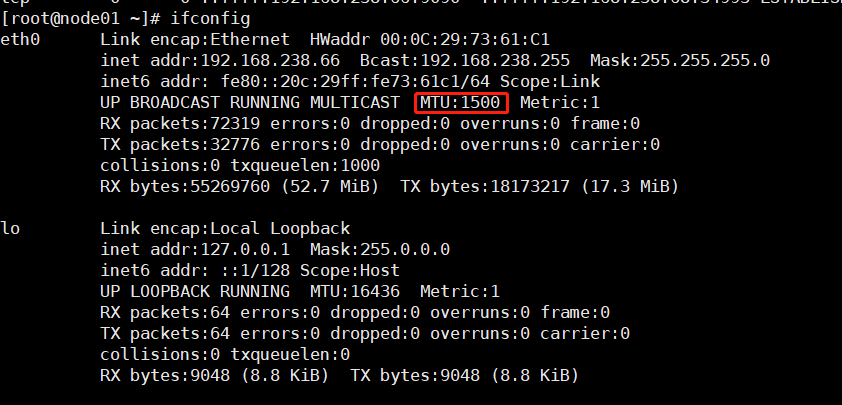 [root@node01 ~]# ifconfig
eth0      Link encap:Ethernet  HWaddr 00:0C:29:73:61:C1
          inet addr:192.168.238.66  Bcast:192.168.238.255  Mask:255.255.255.0
          inet6 addr: fe80::20c:29ff:fe73:61c1/64 Scope:Link
          UP BROADCAST RUNNING MULTICAST  MTU:1500  Metric:1
          RX packets:72319 errors:0 dropped:0 overruns:0 frame:0
          TX packets:32776 errors:0 dropped:0 overruns:0 carrier:0
          collisions:0 txqueuelen:1000
          RX bytes:55269760 (52.7 MiB)  TX bytes:18173217 (17.3 MiB)
lo        Link encap:Local Loopback
          inet addr:127.0.0.1  Mask:255.0.0.0
          inet6 addr: ::1/128 Scope:Host
          UP LOOPBACK RUNNING  MTU:16436  Metric:1
          RX packets:64 errors:0 dropped:0 overruns:0 frame:0
          TX packets:64 errors:0 dropped:0 overruns:0 carrier:0
          collisions:0 txqueuelen:0
          RX bytes:9048 (8.8 KiB)  TX bytes:9048 (8.8 KiB)